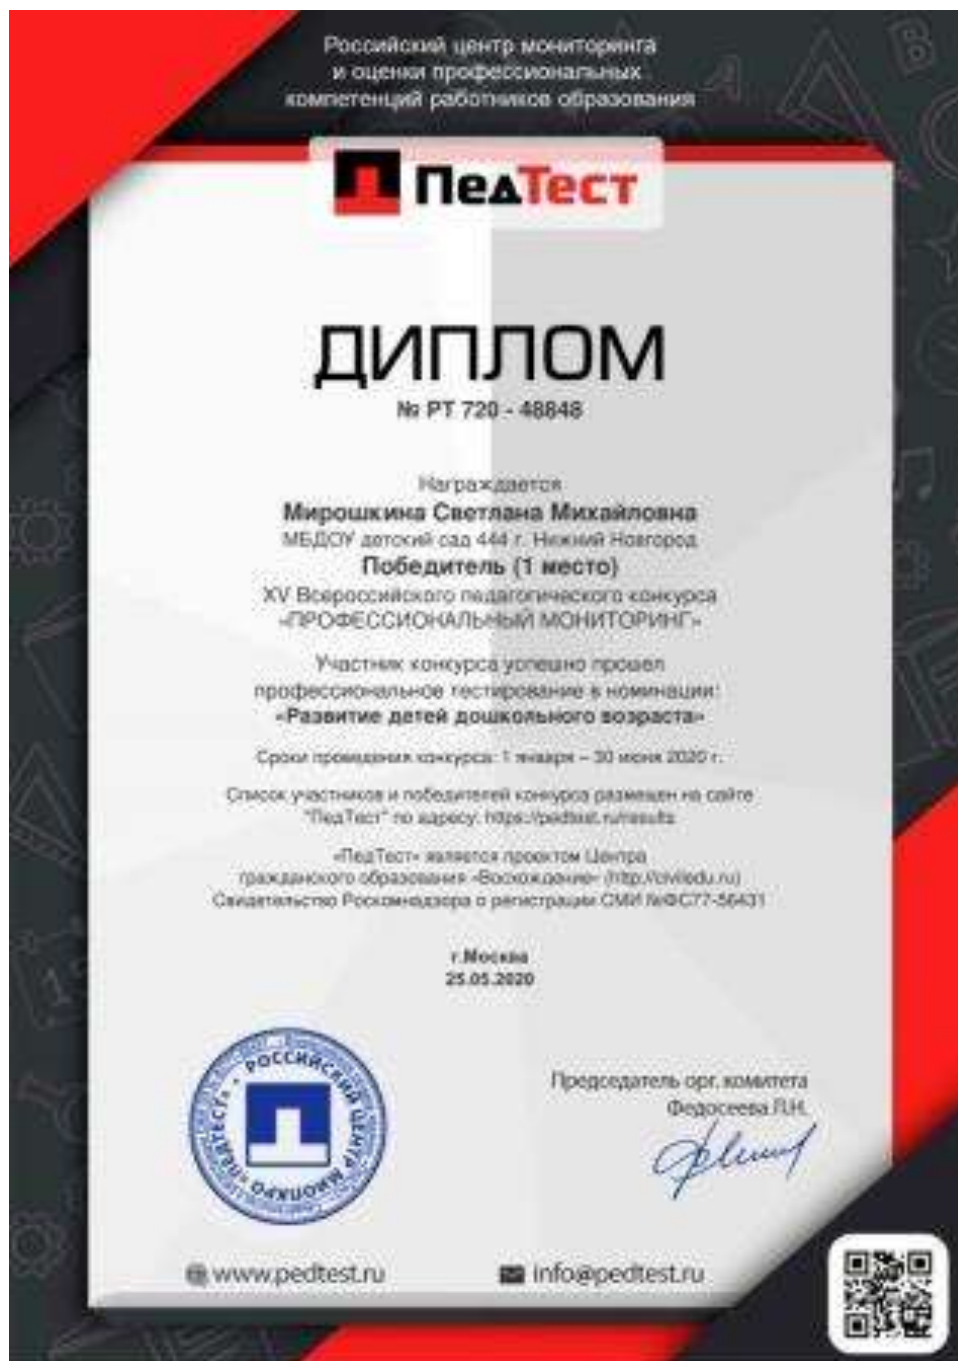 Российский центр мониторинга
и оценки профессиональных
компетенций работников образования
ПедТест
ДИПЛОМ
№ РТ 720 - 48848
Награждается
Мирошкина Светлана Михайловна
МБДОУ детский сад 444 г. Нижний Новгород
Победитель (1 место)
XV Всероссийского педагогического конкурса
«ПРОФЕССИОНАЛЬНЫЙ МОНИТОРИНГ»
Участник конкурса успешно прошел
профессиональное тестирование в номинации:
«Развитие детей дошкольного возраста»
Сроки проведения конкурса: 1 января – 30 июня 2020 г.
Список участников и победителей конкурса размещен на сайте
"ПедТест" по адресу: https://pedtest.ru/results
«ПедТест» является проектом Центра
гражданского образования «Восхождение» (http://civiledu.ru)
Свидетельство Роскомнадзора о регистрации СМИ №ФС77-56431
г.Москва
25.05.2020
РОССИЙСКИЙ ЦЕНТР МИОПКРО «ПЕДТЕСТ»
Председатель орг. комитета
Федосеева Л.Н.
www.pedtest.ru
info@pedtest.ru